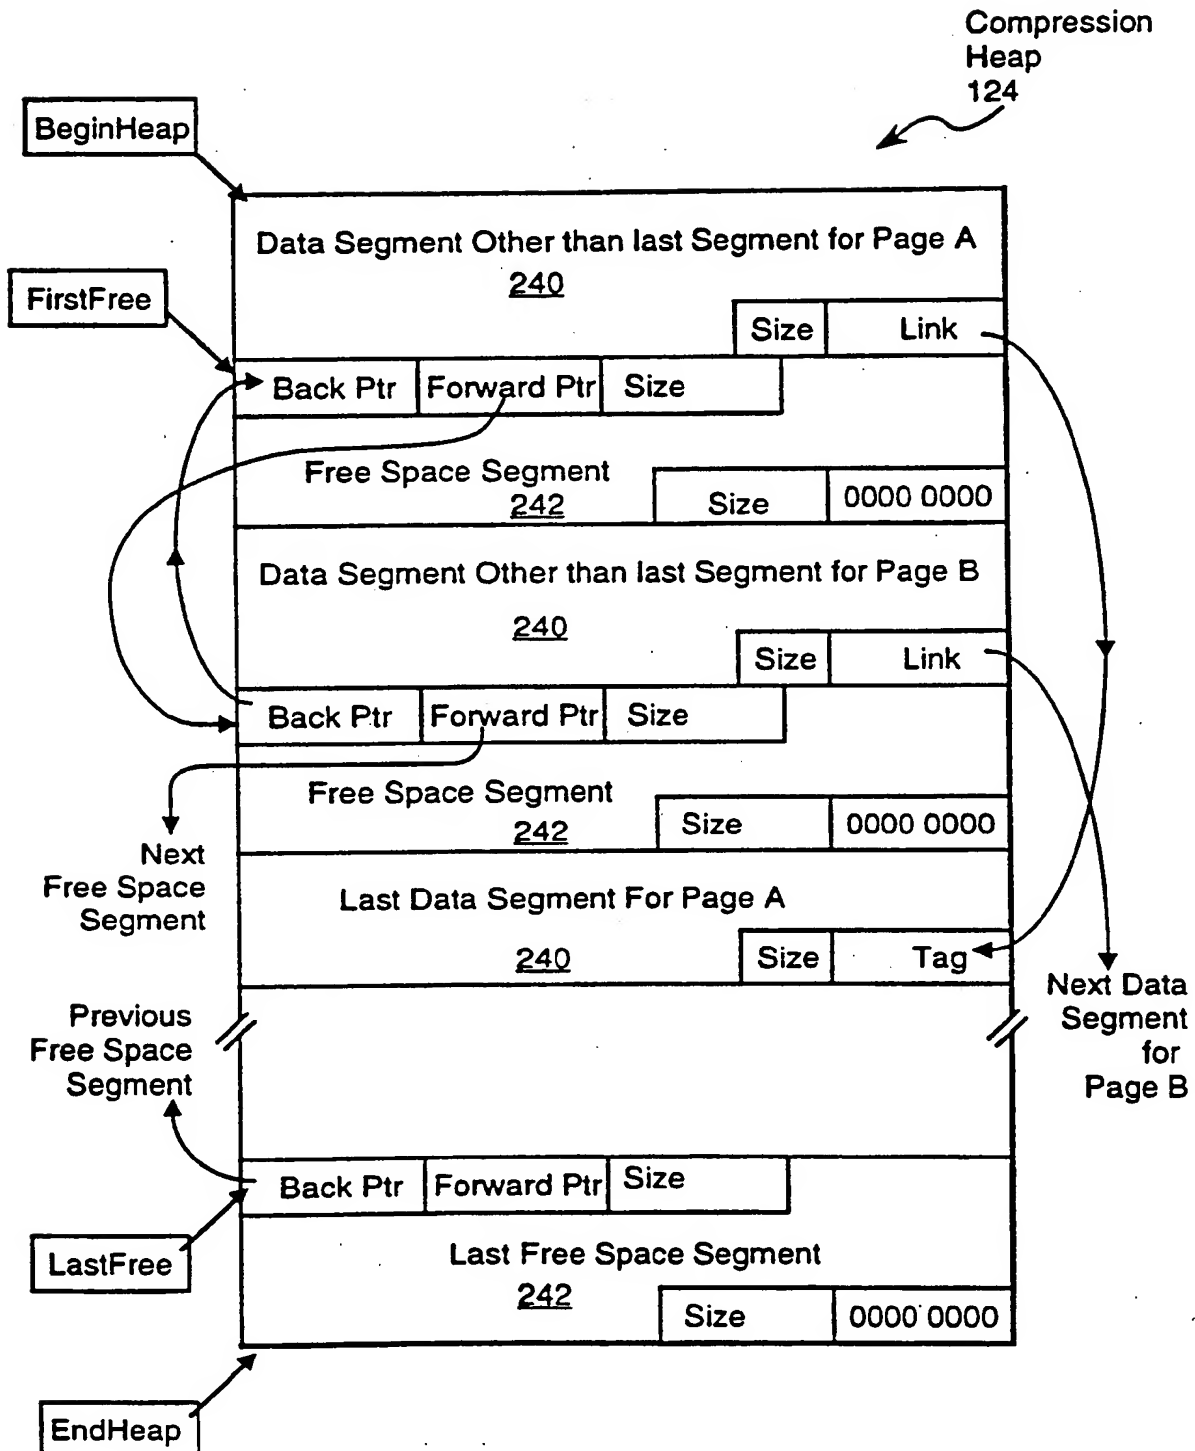 Compression
Heap
124
BeginHeap
Data Segment Other than last Segment for Page A
240
FirstFree
Size
Link
Back Ptr
Forward Ptr
Size
Free Space Segment
242
Size
0000 0000
Data Segment Other than last Segment for Page B
240
Size
Link
Back Ptr
Forward Ptr
Size
Free Space Segment
242
Size
0000 0000
Next
Free Space
Segment
Last Data Segment For Page A
240
Size
Tag
Next Data
Segment
for
Page B
Previous
Free Space
Segment
Back Ptr
Forward Ptr
Size
LastFree
Last Free Space Segment
242
Size
0000 0000
EndHeap